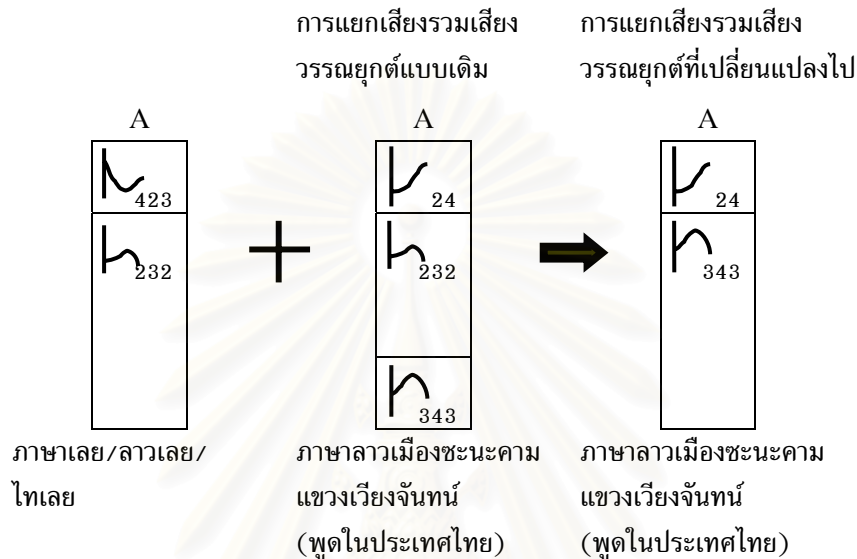 การแยกเสียงรวมเสียง
วรรณยุกต์แบบเดิม
การแยกเสียงรวมเสียง
วรรณยุกต์ที่เปลี่ยนแปลงไป
A
423
232
ภาษาเลย/ลาวเลย/
ไทเลย
A
24
232
343
ภาษาลาวเมืองซะนะคาม
แขวงเวียงจันทน์
(พูดในประเทศไทย)
A
24
343
ภาษาลาวเมืองซะนะคาม
แขวงเวียงจันทน์
(พูดในประเทศไทย)